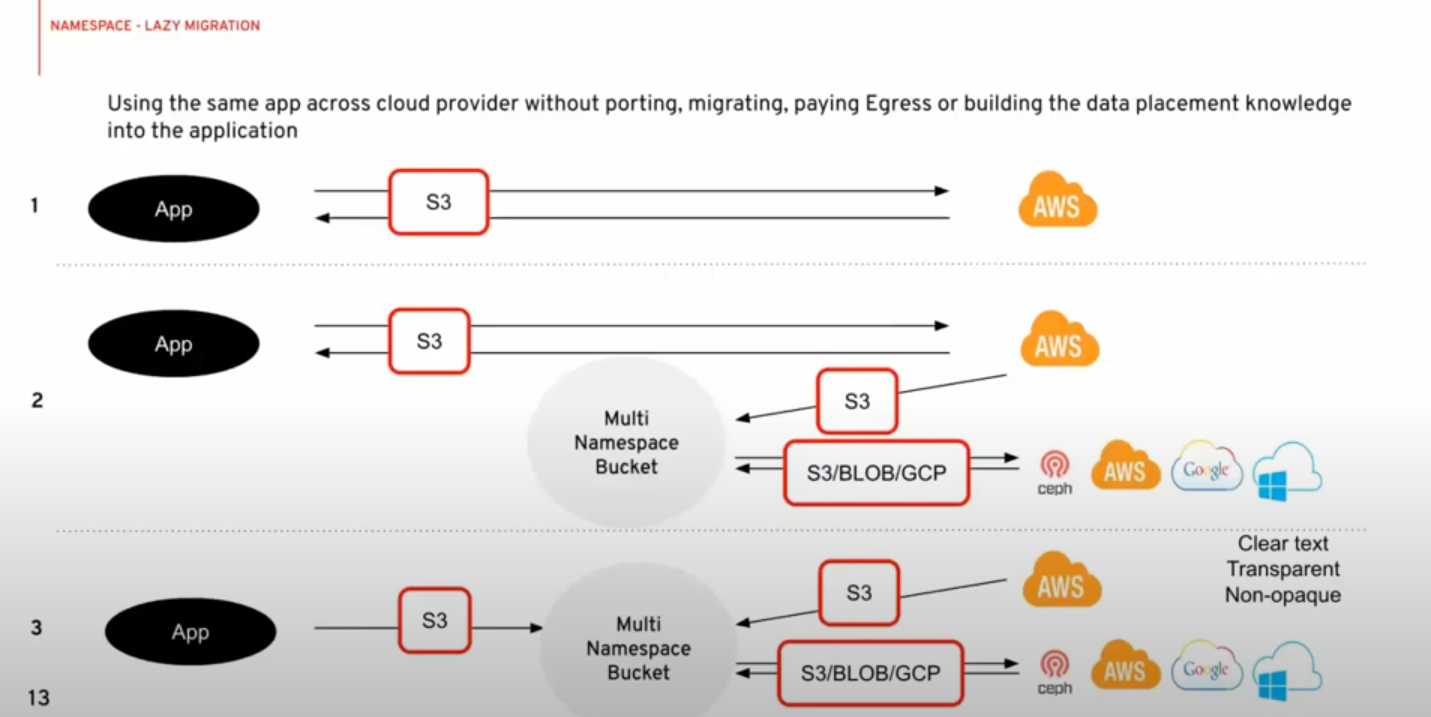 NAMESPACE - LAZY MIGRATION
Using the same app across cloud provider without porting, migrating, paying Egress or building the data placement knowledge
into the application
1
App
S3
AWS
App
S3
AWS
2
Multi
Namespace
Bucket
S3
S3/BLOB/GCP
ceph
AWS
Google
Clear text
Transparent
Non-opaque
3
App
S3
Multi
Namespace
Bucket
S3
AWS
S3/BLOB/GCP
ceph
AWS
Google
13